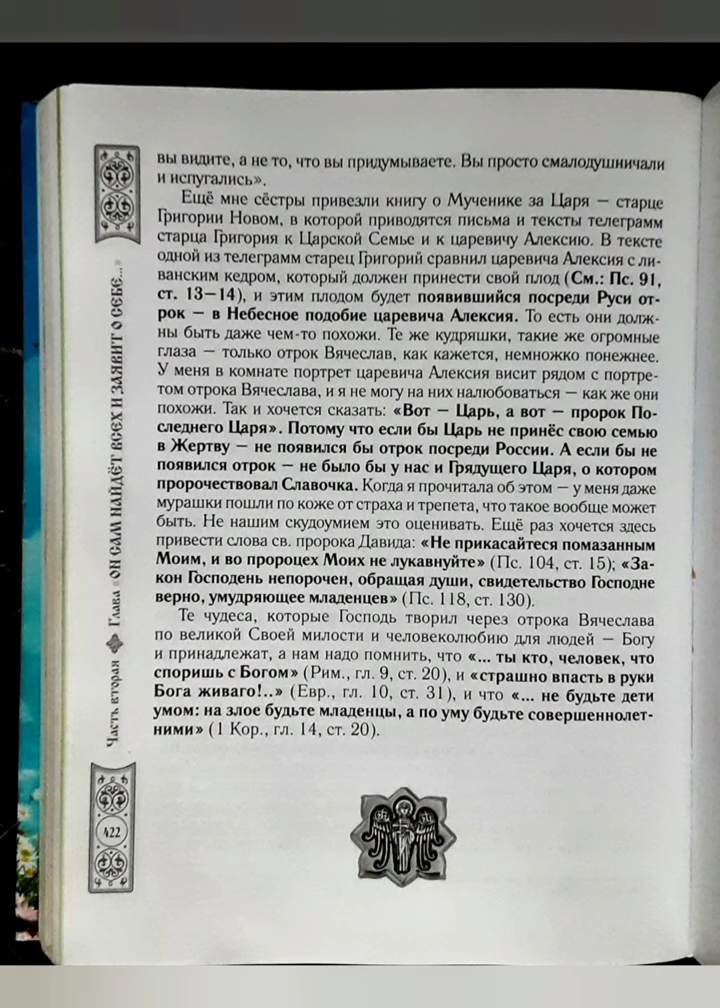 вы видите, а не то, что вы придумываете. Вы просто смалодушничали
и испугались».
Ещё мне сёстры привезли книгу о Мученике за Царя – старце
Григории Новом, в которой приводятся письма и тексты телеграмм
старца Григория к Царской Семье и к царевичу Алексию. В тексте
одной из телеграмм старец Григорий сравнил царевича Алексия с ли-
ванским кедром, который должен принести свой плод (См.: Пс. 91,
ст. 13–14), и этим плодом будет появившийся посреди Руси от-
рок – в Небесное подобие царевича Алексия. То есть они долж-
ны быть даже чем-то похожи. Те же кудряшки, такие же огромные
глаза – только отрок Вячеслав, как кажется, немножко понежнее.
У меня в комнате портрет царевича Алексия висит рядом с портре-
том отрока Вячеслава, и я не могу на них налюбоваться – как же они
похожи. Так и хочется сказать: «Вот – Царь, а вот – пророк По-
следнего Царя». Потому что если бы Царь не принёс свою семью
в Жертву – не появился бы отрок посреди России. А если бы не
появился отрок – не было бы у нас и Грядущего Царя, о котором
пророчествовал Славочка. Когда я прочитала об этом – у меня даже
мурашки пошли по коже от страха и трепета, что такое вообще может
быть. Не нашим скудоумием это оценивать. Ещё раз хочется здесь
привести слова св. пророка Давида: «Не прикасайтеся помазанным
Моим, и во пророцех Моих не лукавнуйте» (Пс. 104, ст. 15); «За-
кон Господень непорочен, обращая души, свидетельство Господне
верно, умудряющее младенцев» (Пс. 118, ст. 130).
Те чудеса, которые Господь творил через отрока Вячеслава
по великой Своей милости и человеколюбию для людей – Богу
и принадлежат, а нам надо помнить, что «... ты кто, человек, что
споришь с Богом» (Рим., гл. 9, ст. 20), и «страшно впасть в руки
Бога живаго!..» (Евр., гл. 10, ст. 31), и что «... не будьте дети
умом: на злое будьте младенцы, а по уму будьте совершеннолет-
ними» (1 Кор., гл. 14, ст. 20).
Часть вторая Глава «ОН САМ НАЙДЁТ ВСЕХ И ЗАЯВИТ О СЕБЕ...»
422